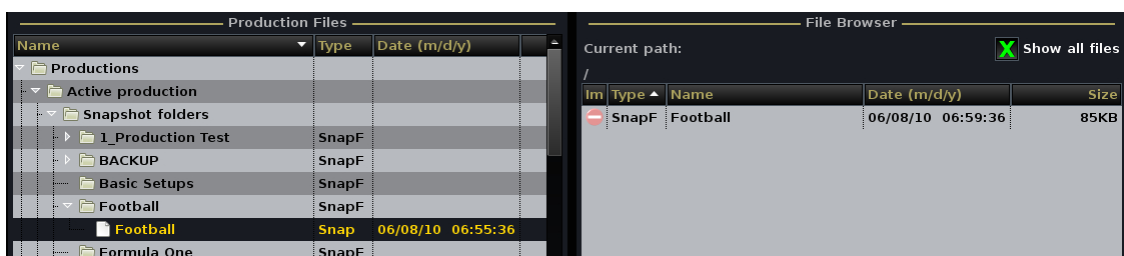 Production Files
Name Type Date (m/d/y)
Productions
Active production
Snapshot folders
1_Production Test SnapF
BACKUP SnapF
Basic Setups SnapF
Football SnapF
Football Snap 06/08/10 06:55:36
Formula One SnapF
File Browser
Current path: X Show all files
/
Im Type Name Date (m/d/y) Size
SnapF Football 06/08/10 06:59:36 85KB